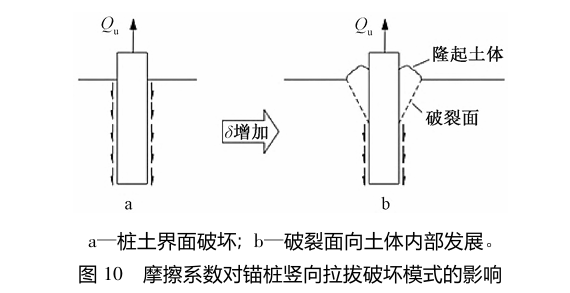 Qu
Qu
隆起土体
破裂面
δ增加
a
b
a—桩土界面破坏；b—破裂面向土体内部发展。
图 10 摩擦系数对锚桩竖向拉拔破坏模式的影响